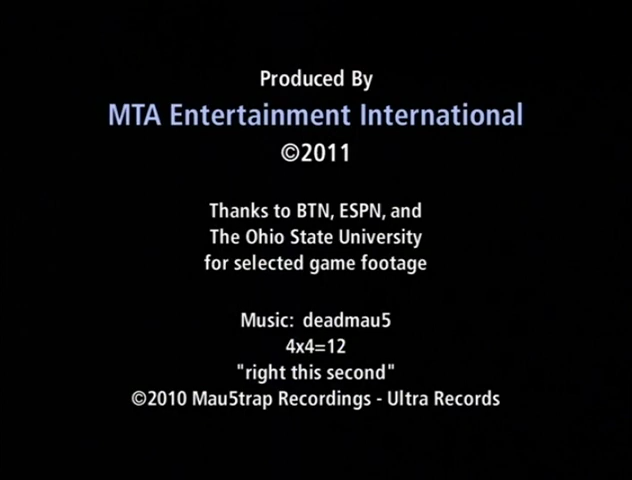 Produced By
MTA Entertainment International
©2011
Thanks to BTN, ESPN, and
The Ohio State University
for selected game footage
Music: deadmau5
4x4=12
"right this second"
©2010 Mau5trap Recordings - Ultra Records